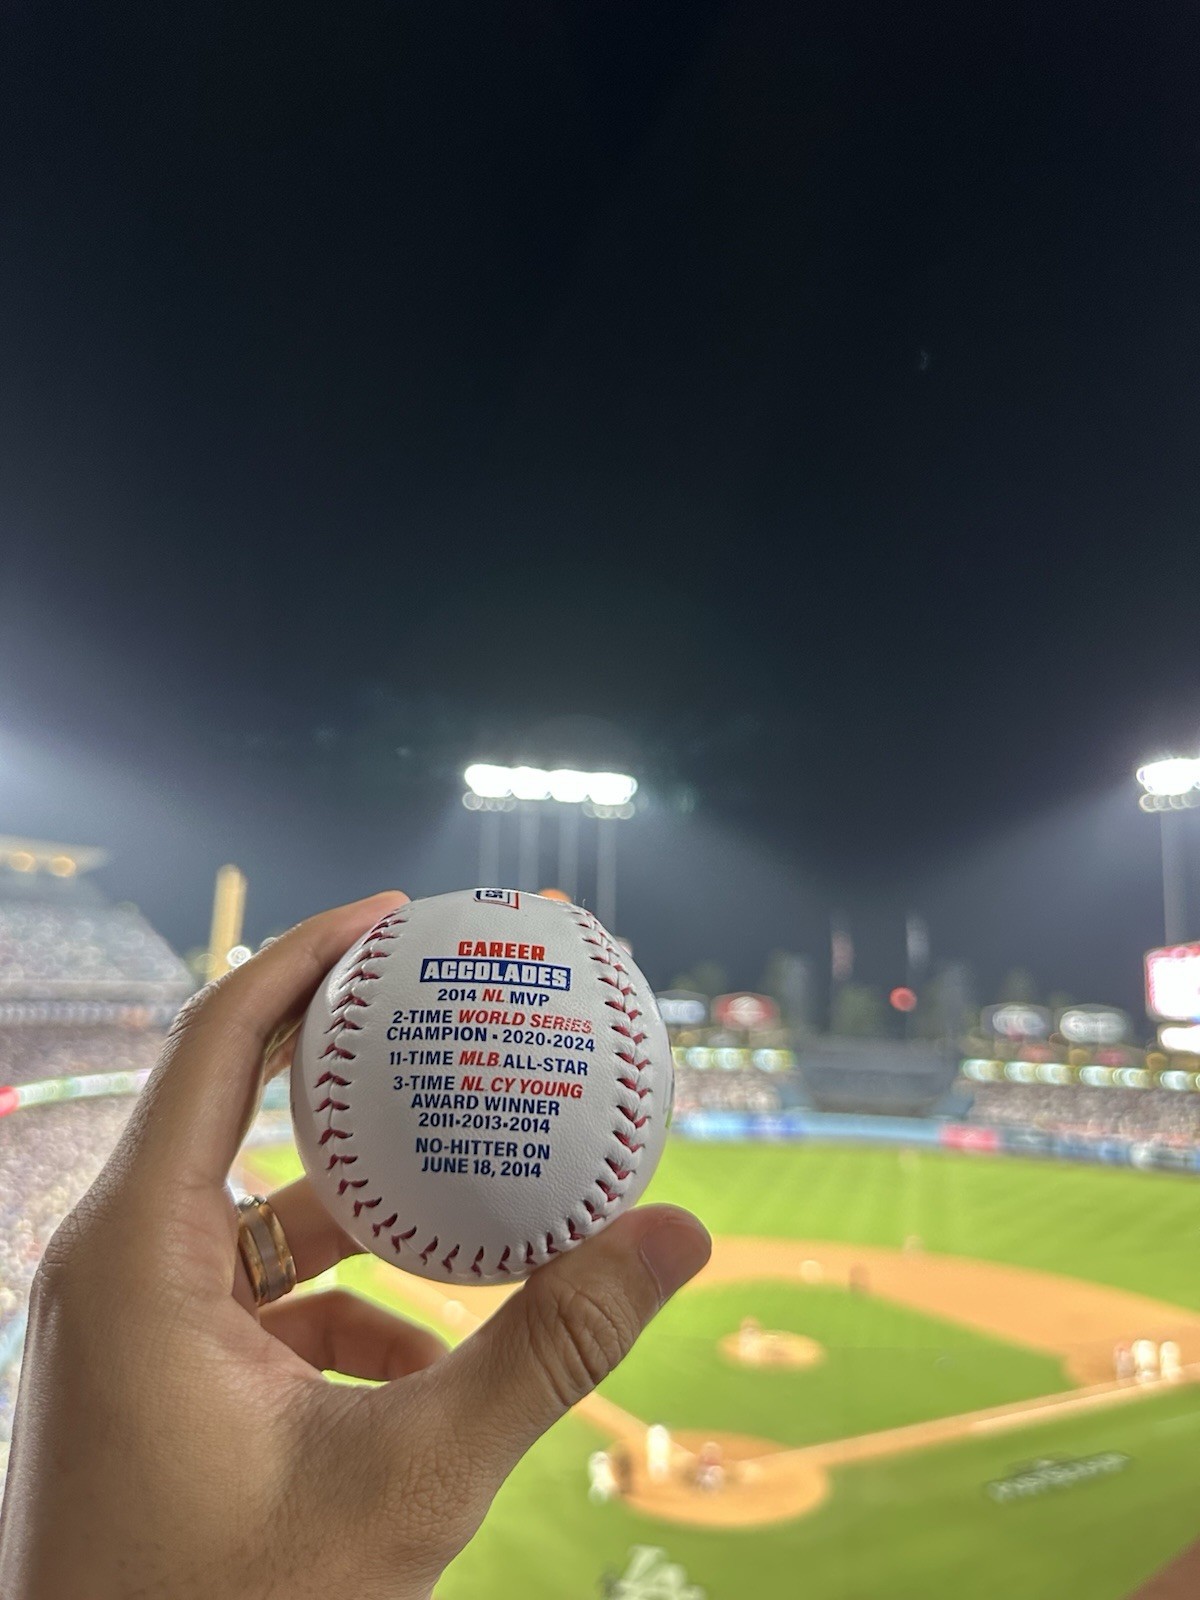 CAREER
ACCOLADES
2014 NL MVP
2-TIME WORLD SERIES
CHAMPION • 2020•2024
11-TIME MLB ALL-STAR
3-TIME NL CY YOUNG
AWARD WINNER
2011•2013•2014
NO-HITTER ON
JUNE 18, 2014
LA